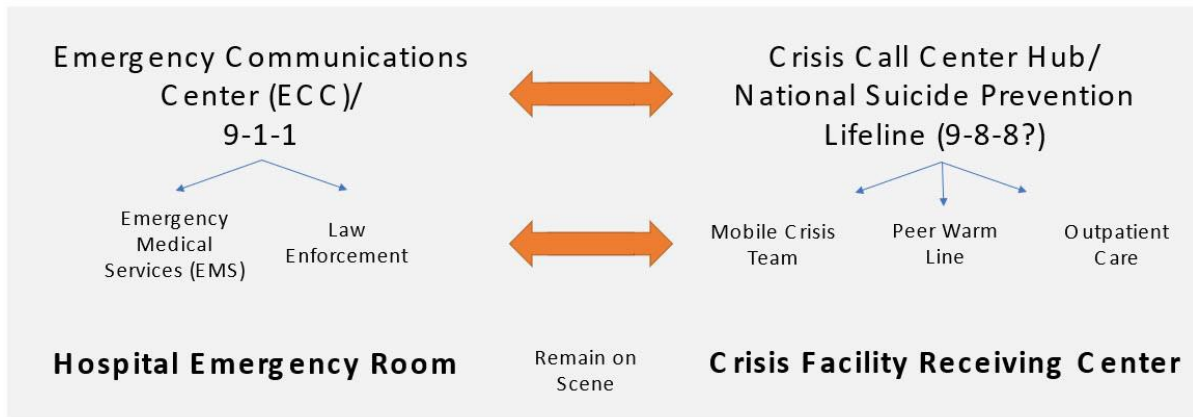 Emergency Communications
Center (ECC)/
9-1-1
Crisis Call Center Hub/
National Suicide Prevention
Lifeline (9-8-8?)
Emergency
Medical
Services (EMS)
Law
Enforcement
Mobile Crisis
Team
Peer Warm
Line
Outpatient
Care
Hospital Emergency Room
Remain on
Scene
Crisis Facility Receiving Center